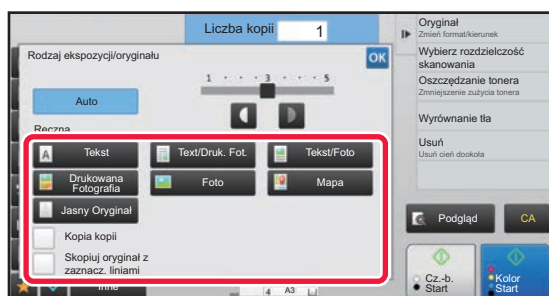 Liczba kopii 1
Rodzaj ekspozycji/oryginału
OK
1 3 5
Auto
Ręczna
Tekst
Text/Druk. Fot.
Tekst/Foto
Drukowana
Fotografia
Foto
Mapa
Jasny Oryginał
Kopia kopii
Skopiuj oryginał z
zaznacz. liniami
Inne
4 A3
Oryginał
Zmień format/kierunek
Wybierz rozdzielczość
skanowania
Oszczędzanie tonera
Zmniejszenie zużycia tonera
Wyrównanie tła
Usuń
Usuń cień dookoła
Podgląd
CA
Cz.-b.
Start
Kolor
Start